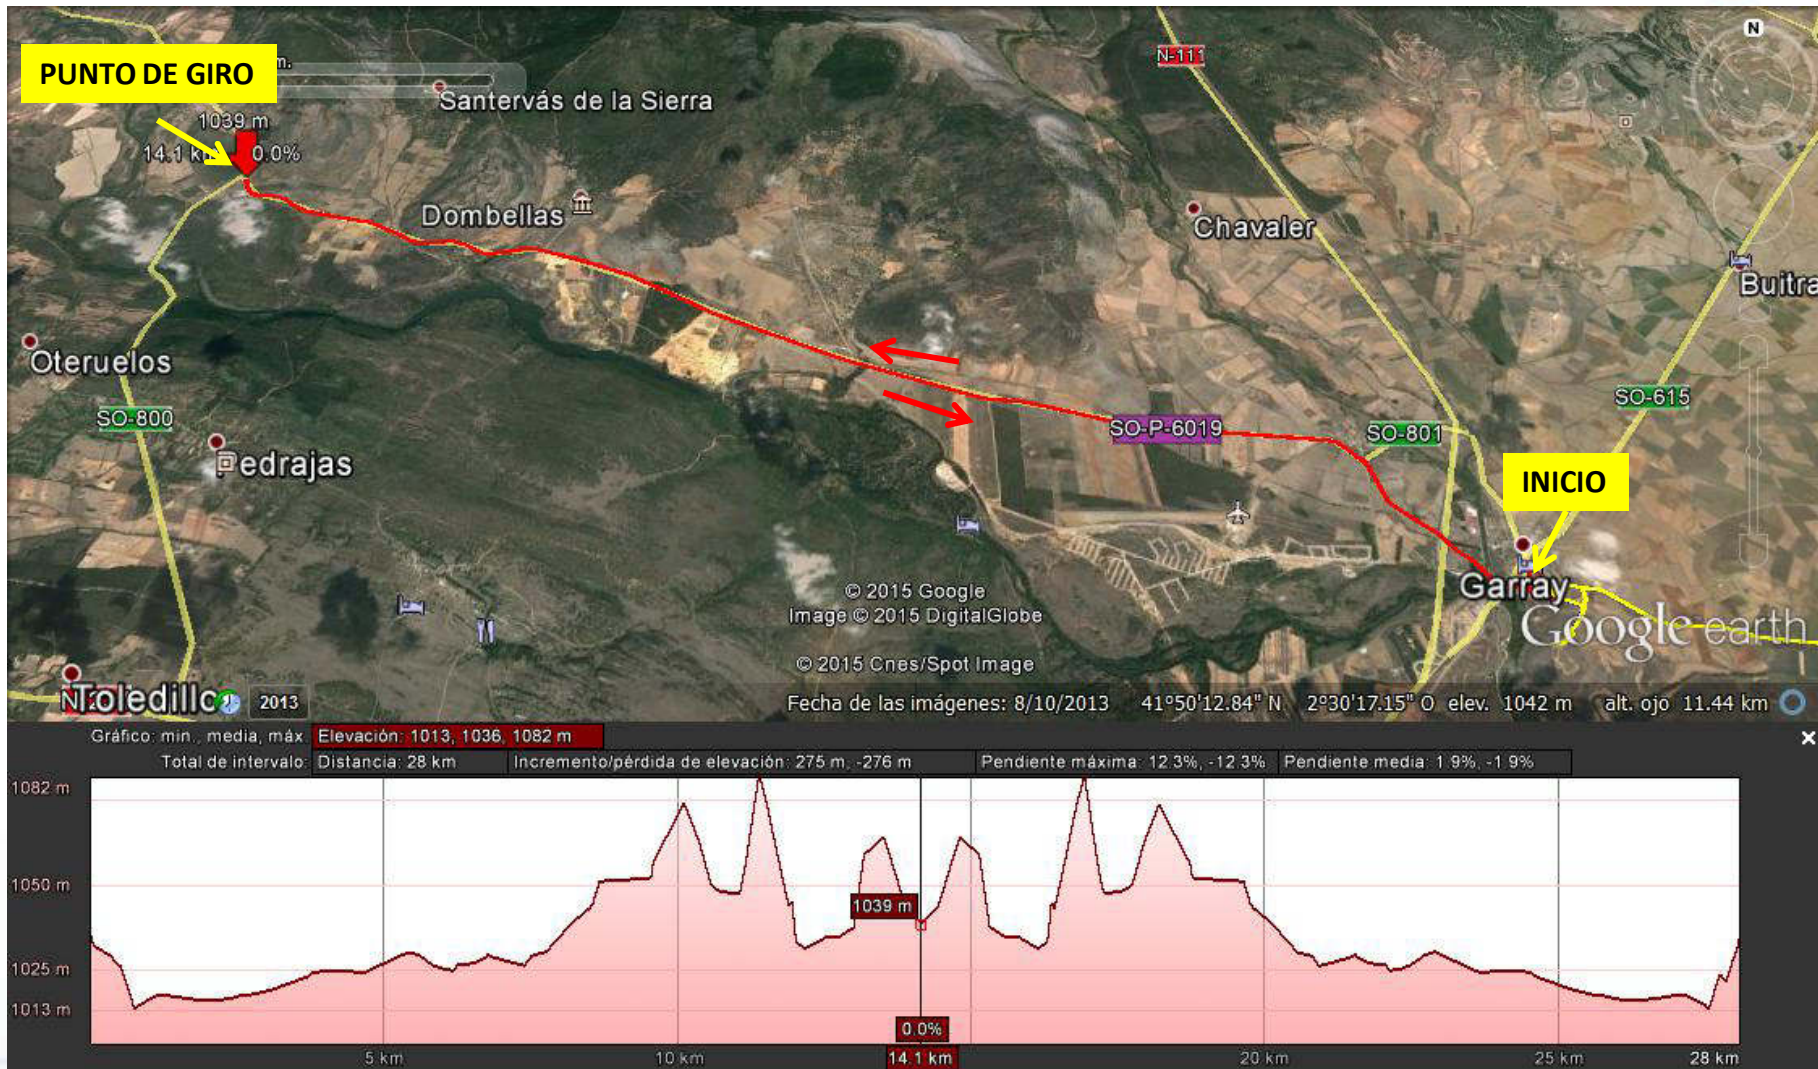 PUNTO DE GIRO
m.
N-111
N
Santervás de la Sierra
1039 m
14.1 km
0.0%
Dombellas
Chavaler
Buitra
Oteruelos
SO-800
SO-P-6019
SO-801
SO-615
Pedrajas
INICIO
Garray
© 2015 Google
Image © 2015 DigitalGlobe
Google earth
© 2015 Cnes/Spot Image
Toledillo
2013
Fecha de las imágenes: 8/10/2013 41°50'12.84" N 2°30'17.15" O elev. 1042 m alt. ojo 11.44 km
Gráfico: min., media, máx. Elevación: 1013, 1036, 1082 m
Total de intervalo: Distancia: 28 km Incremento/pérdida de elevación: 275 m, -276 m Pendiente máxima: 12.3%, -12.3% Pendiente media: 1.9%, -1.9%
1082 m
1050 m
1039 m
1025 m
1013 m
0.0%
5 km 10 km 14.1 km 20 km 25 km 28 km